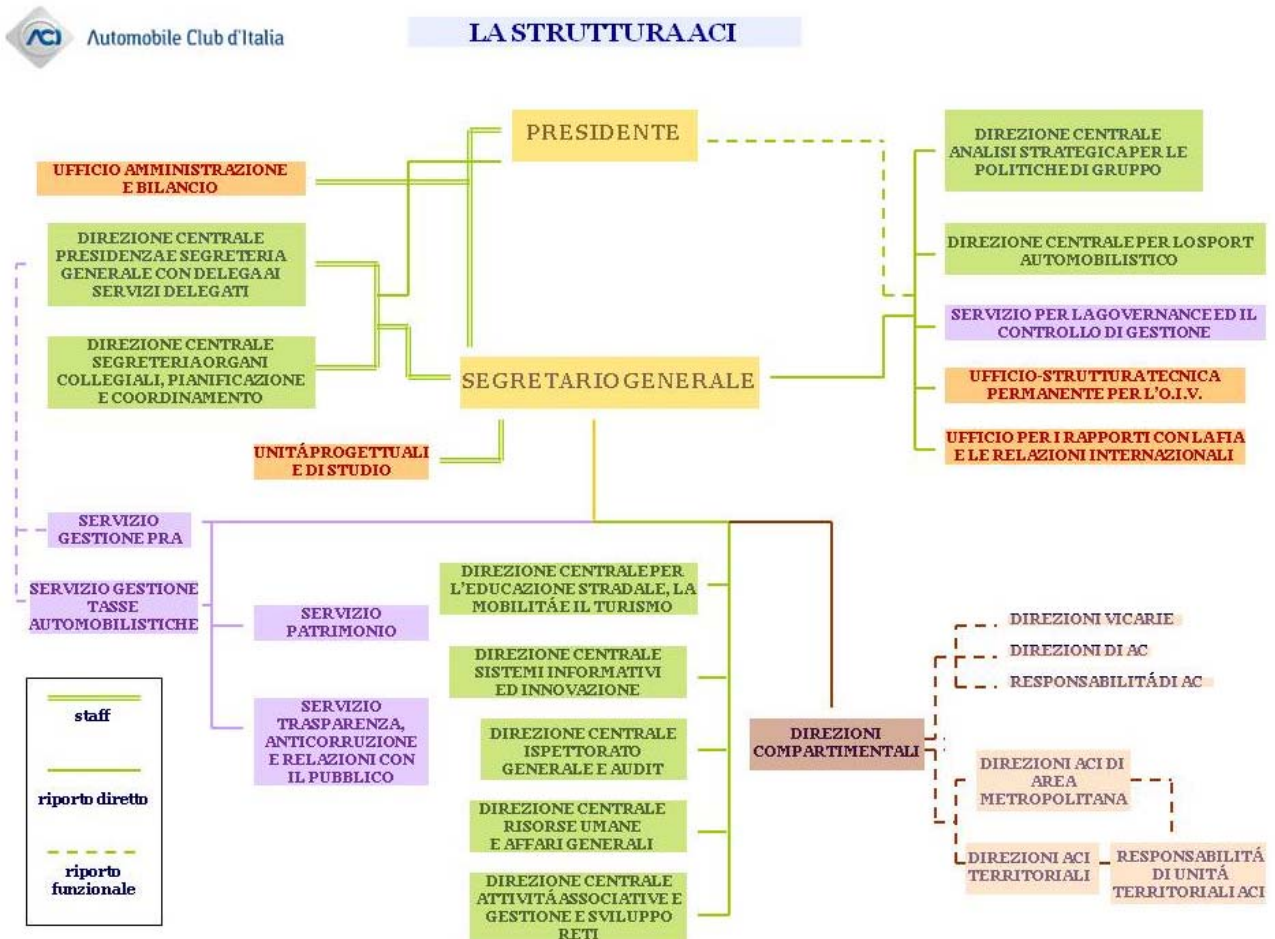 ACI
Automobile Club d'Italia
LA STRUTTURA ACI
PRESIDENTE
UFFICIO AMMINISTRAZIONE
E BILANCIO
DIREZIONE CENTRALE
PRESIDENZA E SEGRETERIA
GENERALE CON DELEGA AI
SERVIZI DELEGATI
DIREZIONE CENTRALE
SEGRETERIA ORGANI
COLLEGIALI, PIANIFICAZIONE
E COORDINAMENTO
SEGRETARIO GENERALE
UNITÁ PROGETTUALI
E DI STUDIO
DIREZIONE CENTRALE
ANALISI STRATEGICA PER LE
POLITICHE DI GRUPPO
DIREZIONE CENTRALE PER LO SPORT
AUTOMOBILISTICO
SERVIZIO PER LA GOVERNANCE ED IL
CONTROLLO DI GESTIONE
UFFICIO-STRUTTURA TECNICA
PERMANENTE PER L'O.I.V.
UFFICIO PER I RAPPORTI CON LA FIA
E LE RELAZIONI INTERNAZIONALI
SERVIZIO
GESTIONE PRA
SERVIZIO GESTIONE
TASSE
AUTOMOBILISTICHE
SERVIZIO
PATRIMONIO
SERVIZIO
TRASPARENZA,
ANTICORRUZIONE
E RELAZIONI CON
IL PUBBLICO
DIREZIONE CENTRALE PER
L'EDUCAZIONE STRADALE, LA
MOBILITÁ E IL TURISMO
DIREZIONE CENTRALE
SISTEMI INFORMATIVI
ED INNOVAZIONE
DIREZIONE CENTRALE
ISPETTORATO
GENERALE E AUDIT
DIREZIONE CENTRALE
RISORSE UMANE
E AFFARI GENERALI
DIREZIONE CENTRALE
ATTIVITÁ ASSOCIATIVE E
GESTIONE E SVILUPPO
RETI
DIREZIONI
COMPARTIMENTALI
DIREZIONI VICARIE
DIREZIONI DI AC
RESPONSABILITÁ DI AC
DIREZIONI ACI DI
AREA
METROPOLITANA
DIREZIONI ACI
TERRITORIALI
RESPONSABILITÁ
DI UNITÁ
TERRITORIALI ACI
staff
riporto diretto
riporto
funzionale